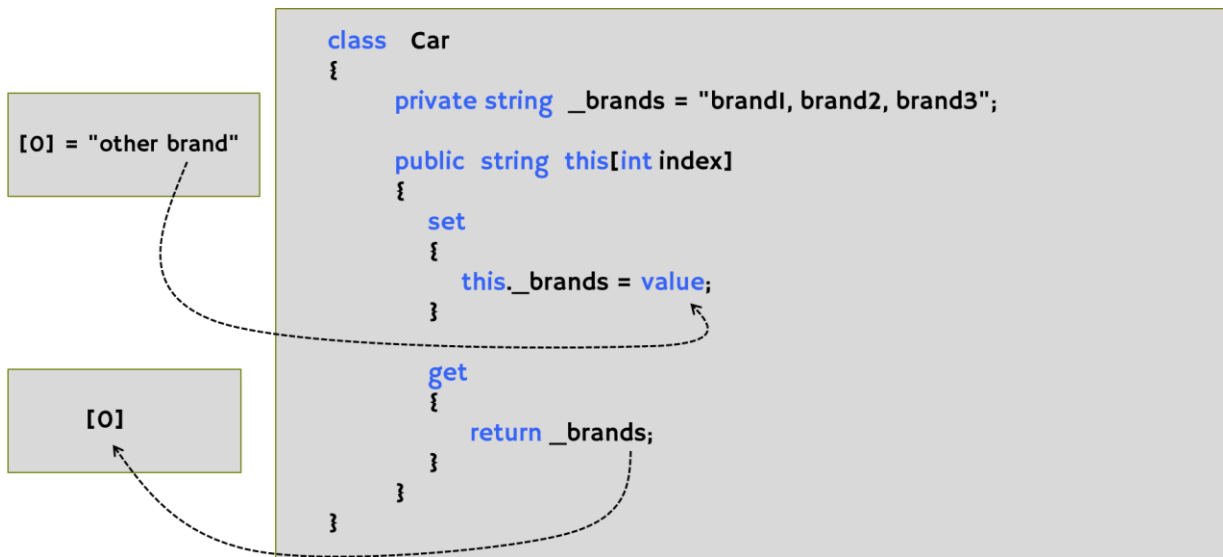 [0] = "other brand"
[0]
class Car
{
private string _brands = "brand1, brand2, brand3";
public string this[int index]
{
set
{
this._brands = value;
}
get
{
return _brands;
}
}
}